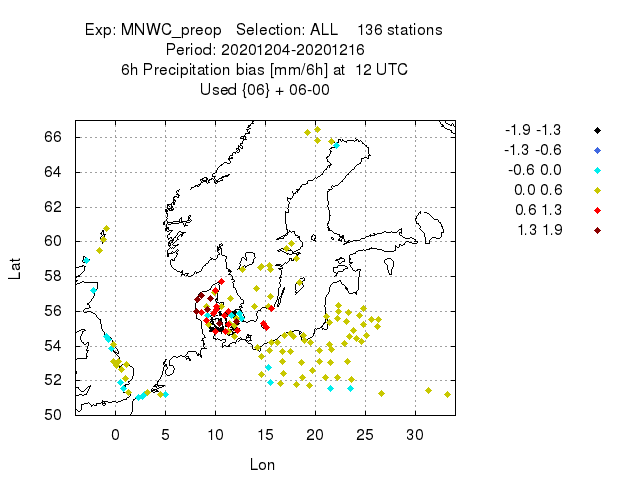 Exp: MNWC_preop   Selection: ALL    136 stations
Period: 20201204-20201216
6h Precipitation bias [mm/6h] at  12 UTC
Used {06} + 06-00
-1.9 -1.3
-1.3 -0.6
-0.6 0.0
0.0 0.6
0.6 1.3
1.3 1.9
Lat
66
64
62
60
58
56
54
52
50
0 5 10 15 20 25 30
Lon